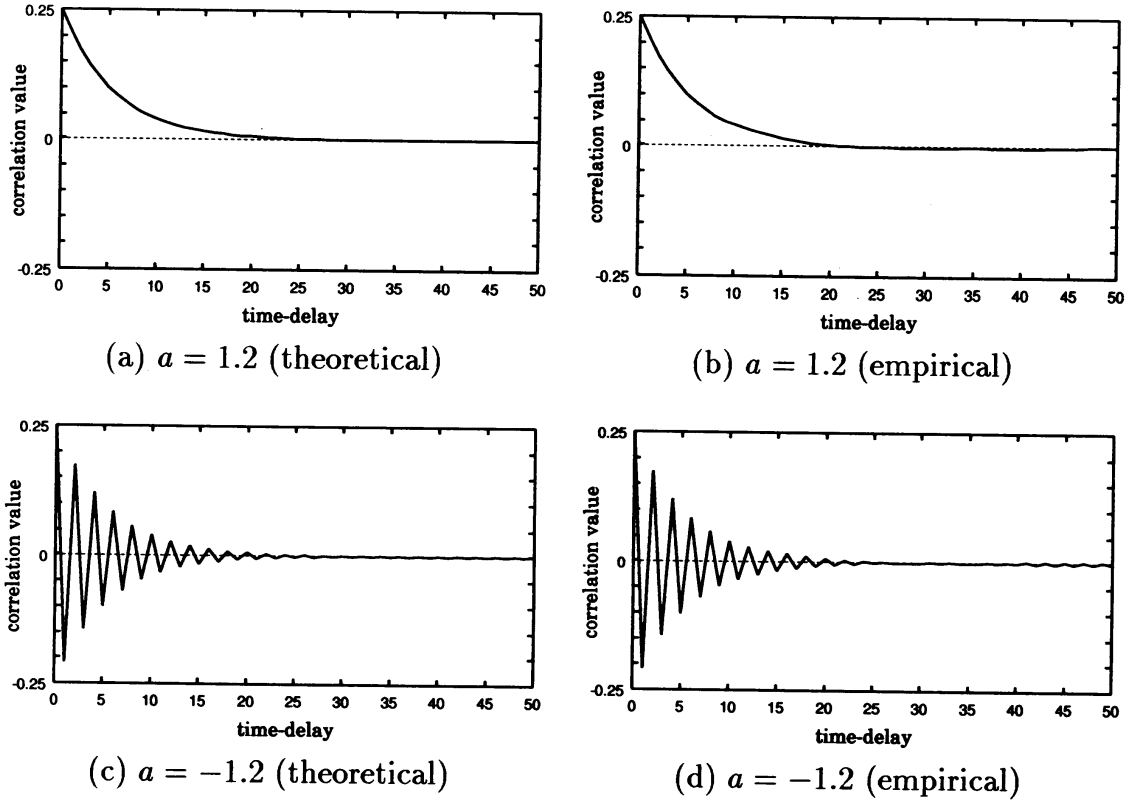 0.25
0
-0.25
correlation value
0 5 10 15 20 25 30 35 40 45 50
time-delay
(a) a = 1.2 (theoretical)
0.25
0
-0.25
correlation value
0 5 10 15 20 25 30 35 40 45 50
time-delay
(b) a = 1.2 (empirical)
0.25
0
-0.25
correlation value
0 5 10 15 20 25 30 35 40 45 50
time-delay
(c) a = −1.2 (theoretical)
0.25
0
-0.25
correlation value
0 5 10 15 20 25 30 35 40 45 50
time-delay
(d) a = −1.2 (empirical)